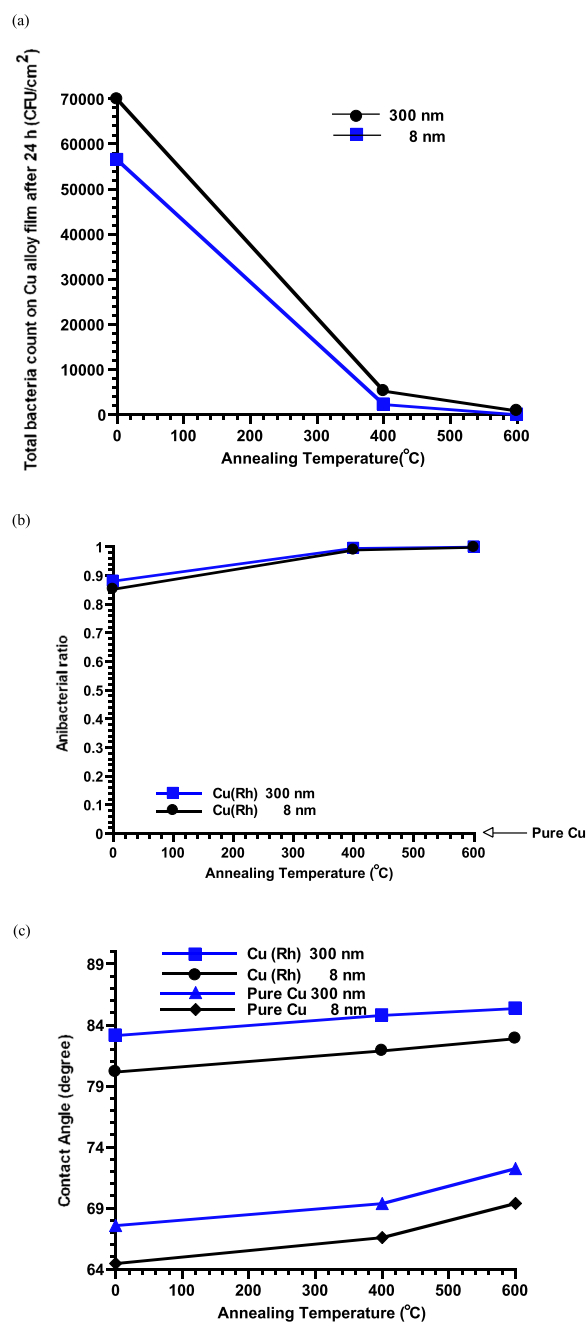 (a)
Total bacteria count on Cu alloy film after 24 h (CFU/cm²)
70000
60000
50000
40000
30000
20000
10000
0
300 nm
8 nm
0 100 200 300 400 500 600
Annealing Temperature(°C)
(b)
Anibacterial ratio
1
0.9
0.8
0.7
0.6
0.5
0.4
0.3
0.2
0.1
0
Cu(Rh) 300 nm
Cu(Rh) 8 nm
Pure Cu
0 100 200 300 400 500 600
Annealing Temperature (°C)
(c)
Contact Angle (degree)
89
84
79
74
69
64
Cu (Rh) 300 nm
Cu (Rh) 8 nm
Pure Cu 300 nm
Pure Cu 8 nm
0 100 200 300 400 500 600
Annealing Temperature (°C)